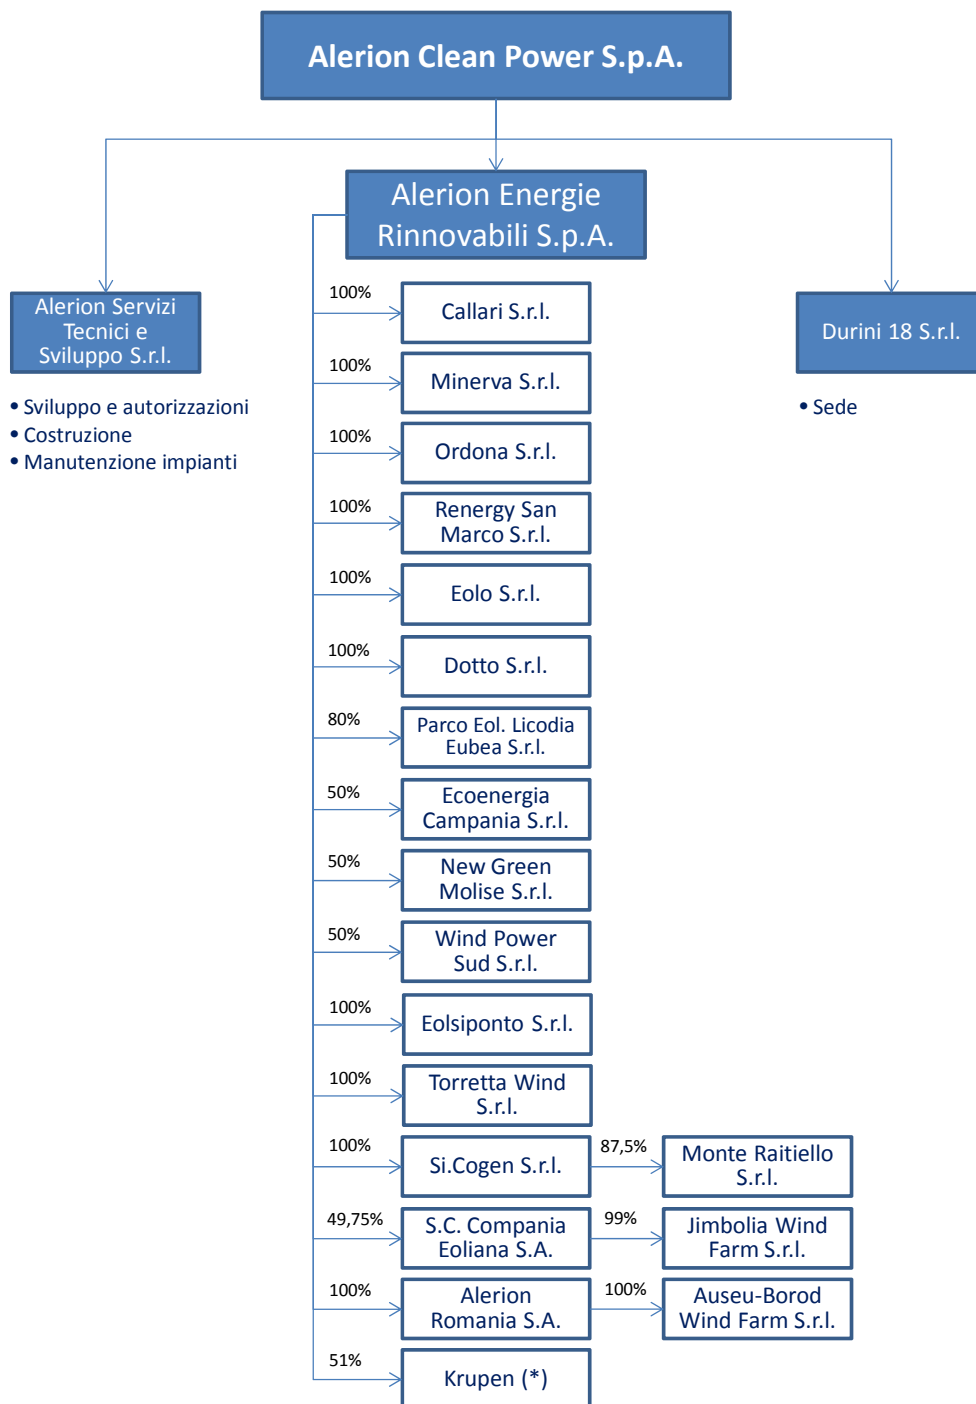 Alerion Clean Power S.p.A.
Alerion Energie
Rinnovabili S.p.A.
Alerion Servizi
Tecnici e
Sviluppo S.r.l.
• Sviluppo e autorizzazioni
• Costruzione
• Manutenzione impianti
Durini 18 S.r.l.
• Sede
100%
Callari S.r.l.
100%
Minerva S.r.l.
100%
Ordona S.r.l.
100%
Renergy San
Marco S.r.l.
100%
Eolo S.r.l.
100%
Dotto S.r.l.
80%
Parco Eol. Licodia
Eubea S.r.l.
50%
Ecoenergia
Campania S.r.l.
50%
New Green
Molise S.r.l.
50%
Wind Power
Sud S.r.l.
100%
Eolsiponto S.r.l.
100%
Torretta Wind
S.r.l.
100%
Si.Cogen S.r.l.
87,5%
Monte Raitiello
S.r.l.
49,75%
S.C. Compania
Eoliana S.A.
99%
Jimbolia Wind
Farm S.r.l.
100%
Alerion
Romania S.A.
100%
Auseu-Borod
Wind Farm S.r.l.
51%
Krupen (*)